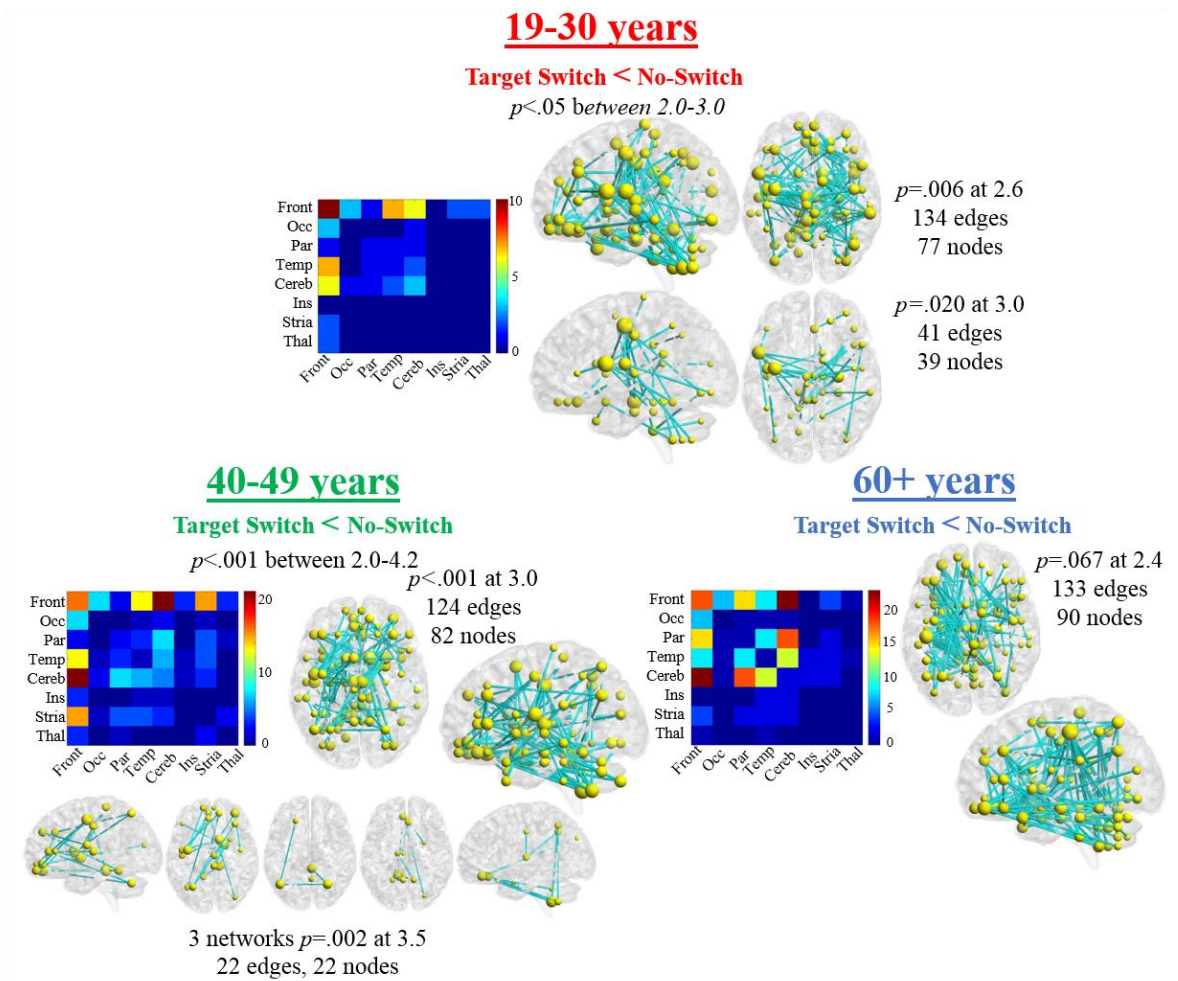 19-30 years
Target Switch < No-Switch
p<.05 between 2.0-3.0
p=.006 at 2.6
134 edges
77 nodes
Front
Occ
Par
Temp
Cereb
Ins
Stria
Thal
10
5
0
Front Occ Par Temp Cereb Ins Stria Thal
p=.020 at 3.0
41 edges
39 nodes
40-49 years
Target Switch < No-Switch
p<.001 between 2.0-4.2
p<.001 at 3.0
124 edges
82 nodes
Front
Occ
Par
Temp
Cereb
Ins
Stria
Thal
20
10
0
Front Occ Par Temp Cereb Ins Stria Thal
3 networks p=.002 at 3.5
22 edges, 22 nodes
60+ years
Target Switch < No-Switch
p=.067 at 2.4
133 edges
90 nodes
Front
Occ
Par
Temp
Cereb
Ins
Stria
Thal
20
15
10
5
0
Front Occ Par Temp Cereb Ins Stria Thal